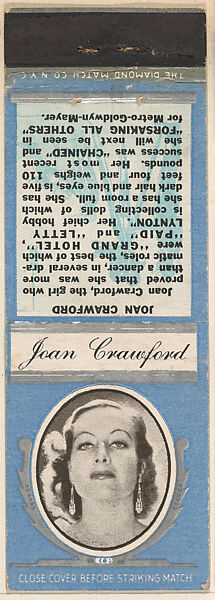 THE DIAMOND MATCH CO. N.Y.C.
JOAN CRAWFORD
Joan Crawford, the girl who
proved that she was more
than a dancer, in several dra-
matic roles, the best of which
were "GRAND HOTEL",
"PAID" and "LETTY
LYNTON". Her chief hobby
is collecting dolls of which
she has a room full. She has
dark hair and blue eyes, is five
feet four and weighs 110
pounds. Her most recent
success was "CHAINED" and
she will next be seen in
"FORSAKING ALL OTHERS"
for Metro-Goldwyn-Mayer.
Joan Crawford
CLOSE COVER BEFORE STRIKING MATCH